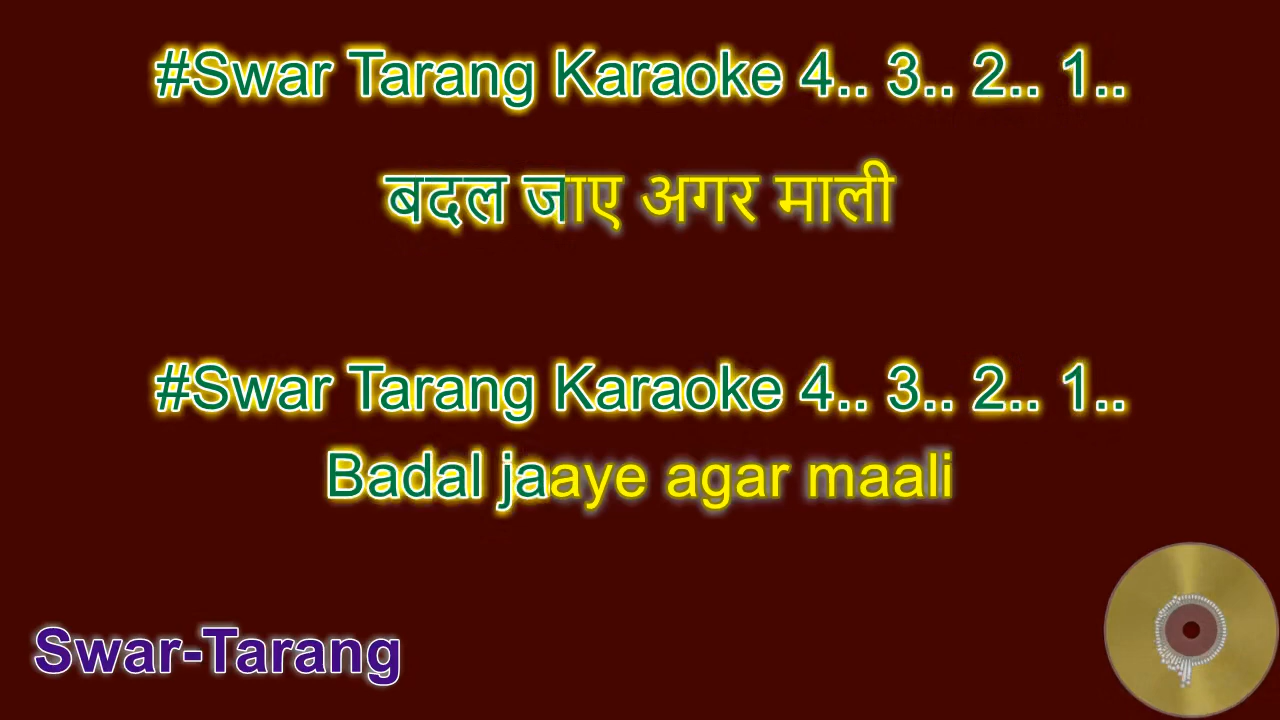 #Swar Tarang Karaoke 4.. 3.. 2.. 1..
बदल जाए अगर माली
#Swar Tarang Karaoke 4.. 3.. 2.. 1..
Badal jaaye agar maali
Swar-Tarang